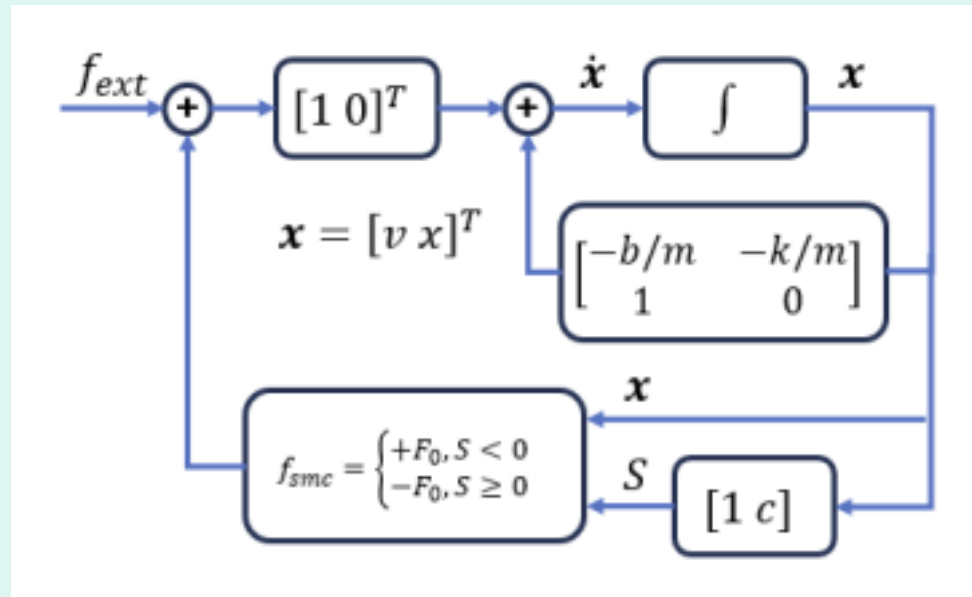 f_ext
+
[1 0]^T
+
ẋ
∫
x
x = [v x]^T
[−b/m −k/m]
[1 0]
x
f_smc = {+F_0, S < 0
{−F_0, S ≥ 0
S
[1 c]